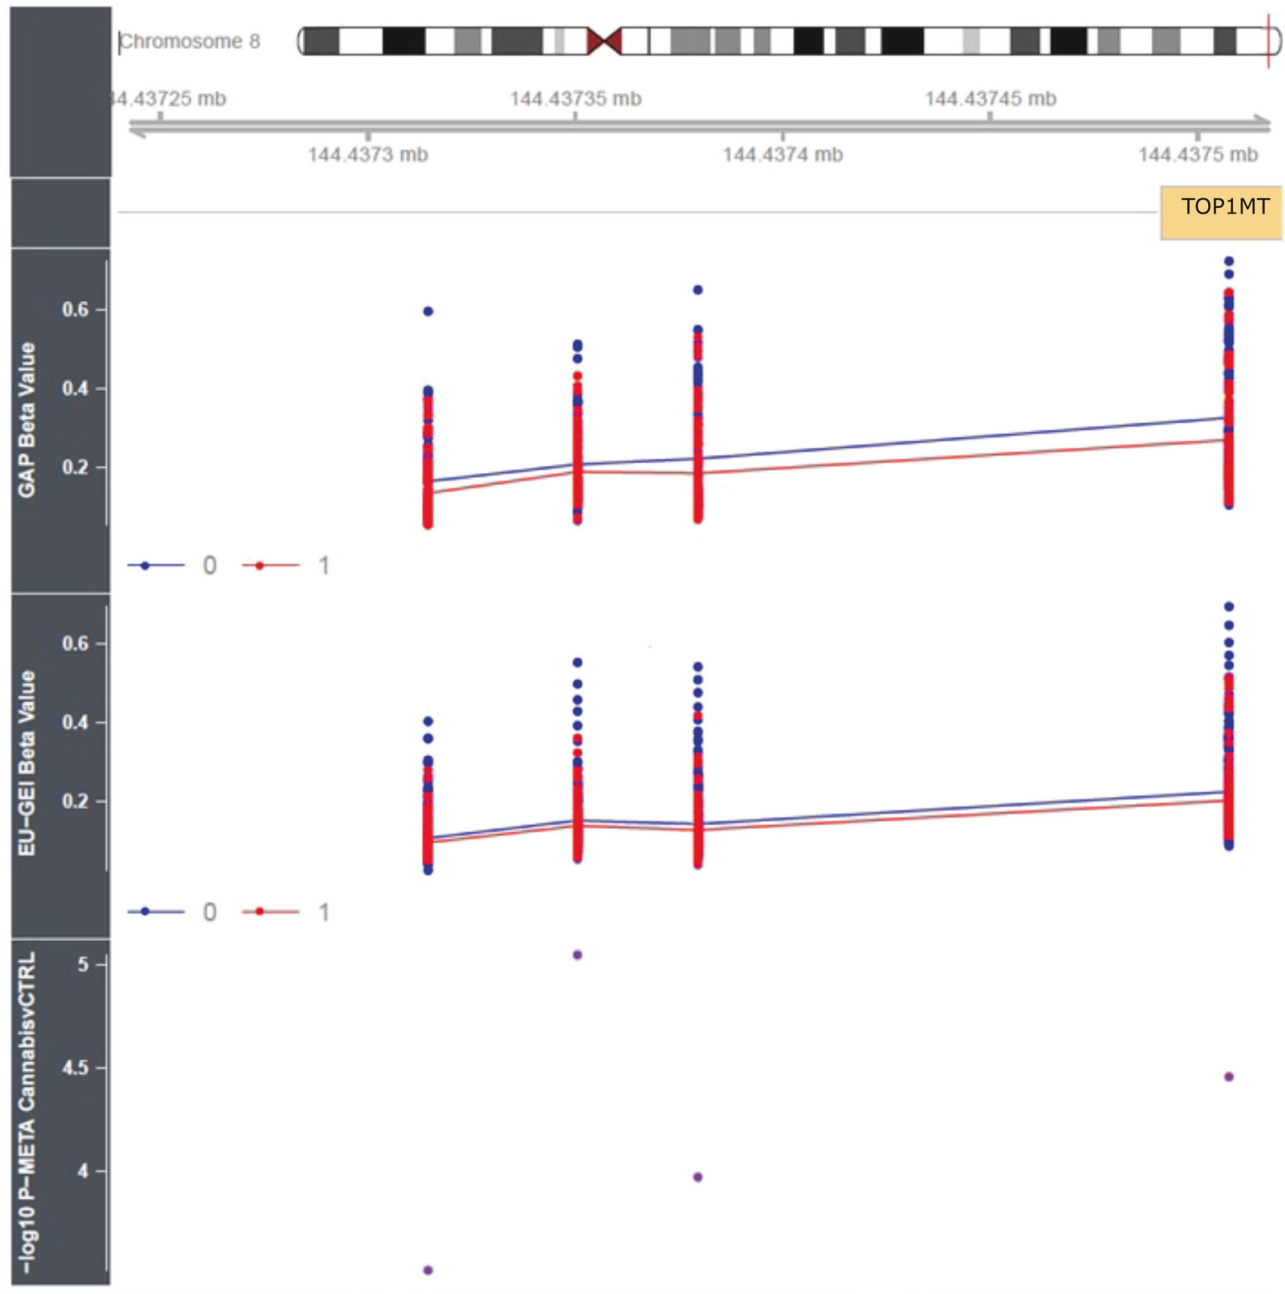 Chromosome 8
44.43725 mb
144.43735 mb
144.43745 mb
144.4373 mb
144.4374 mb
144.4375 mb
TOP1MT
GAP Beta Value
0.6
0.4
0.2
0
1
EU-GEI Beta Value
0.6
0.4
0.2
0
1
-log10 P-META CannabisvCTRL
5
4.5
4